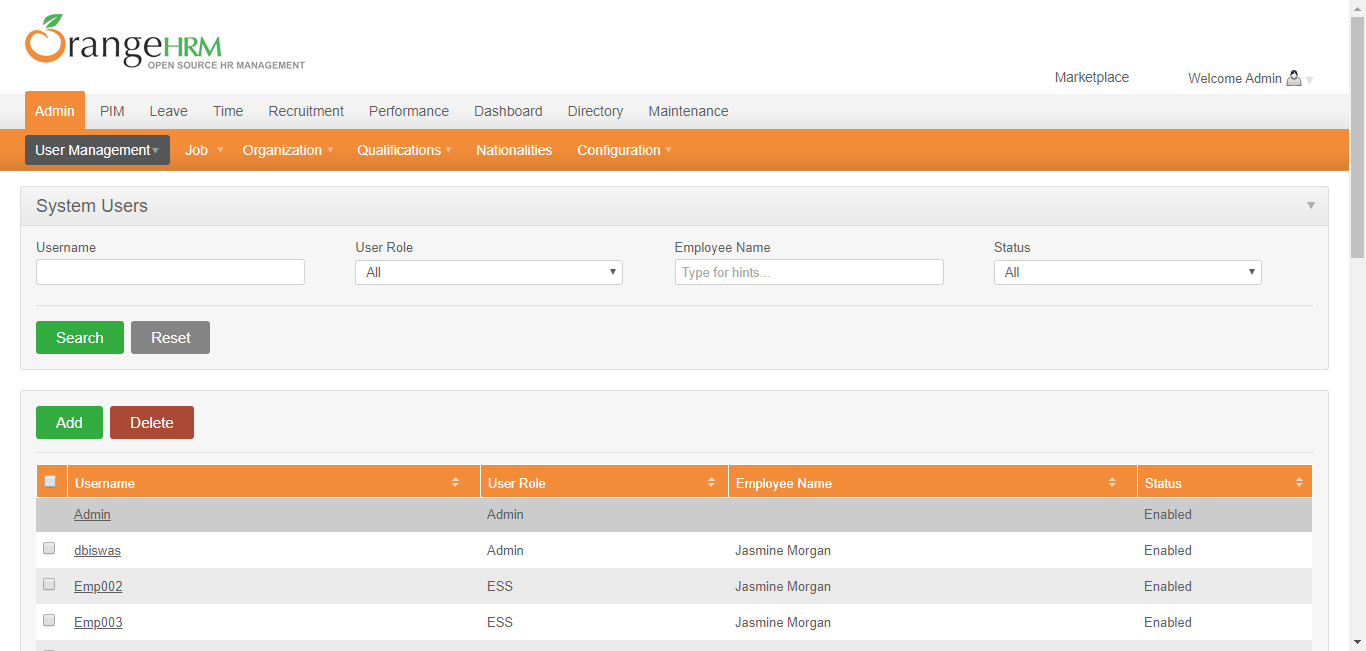 OrangeHRM
OPEN SOURCE HR MANAGEMENT
Marketplace Welcome Admin
Admin PIM Leave Time Recruitment Performance Dashboard Directory Maintenance
User Management Job Organization Qualifications Nationalities Configuration
System Users
Username User Role Employee Name Status
All Type for hints... All
Search Reset
Add Delete
Username User Role Employee Name Status
Admin Admin Enabled
dbiswas Admin Jasmine Morgan Enabled
Emp002 ESS Jasmine Morgan Enabled
Emp003 ESS Jasmine Morgan Enabled